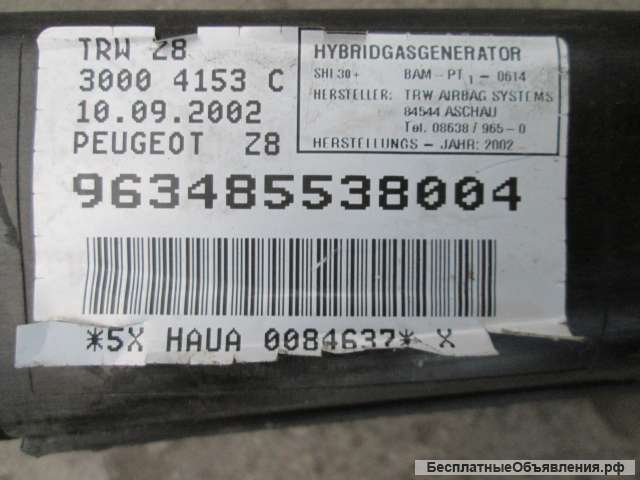 TRW Z8
3000 4153 C
10.09.2002
PEUGEOT Z8
HYBRIDGASGENERATOR
SHI 30+ BAM-PT1-0614
HERSTELLER: TRW AIRBAG SYSTEMS
84544 ASCHAU
Tel. 08638/965-0
HERSTELLUNGS-JAHR: 2002
963485538004
*5X HAUA 0084637* X
БесплатныеОбъявления.рф